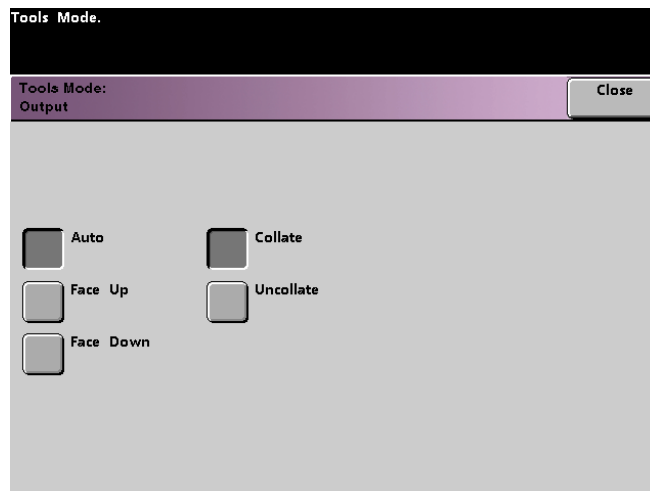 Tools Mode.
Tools Mode:
Output
Close
Auto
Collate
Face Up
Uncollate
Face Down